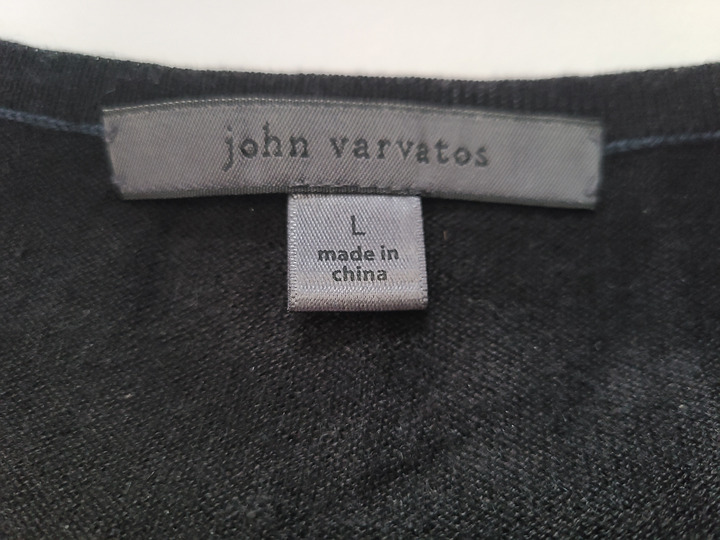 john varvatos
L
made in
china